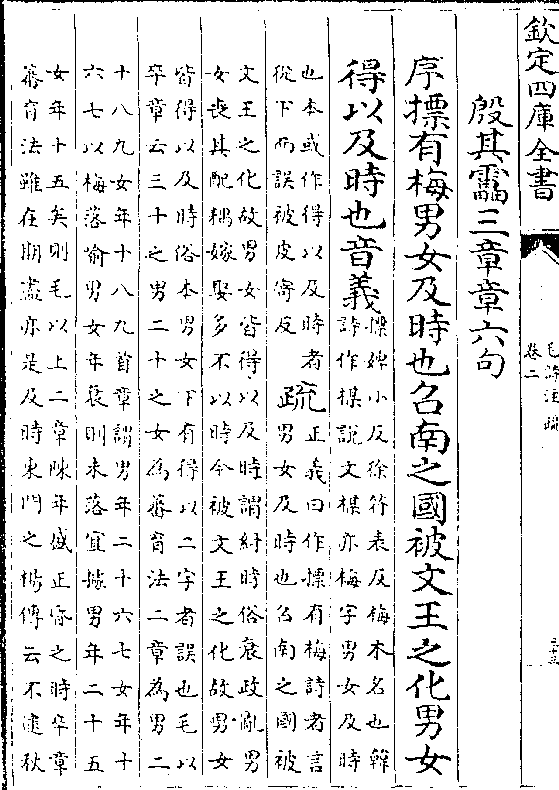 欽定四庫全書
毛詩注疏
卷二
三十三
殷其靁三章章六句
序摽有梅男女及時也召南之國被文王之化男女
得以及時也音義
摽婢小反徐符表反梅木名也韓
詩作楳說文楳亦梅字男女及時
也本或作得以及時者
從下而誤被皮寄反
疏
正義曰作摽有梅詩者言
男女及時也召南之國被
文王之化故男女皆得以及時謂紂時俗衰政亂男
女喪其配耦嫁娶多不以時今被文王之化故男女
皆得以及時俗本男女下有得以二字者誤也毛以
卒章云三十之男二十之女為蕃育法二章為男二
十八九女年十八九首章謂男年二十六七女年十
六七以梅落喻男女年衰則未落宜據男年二十五
女年十五矣則毛以上二章陳年盛正昏之時卒章
蕃育法雖在期盡亦是及時東門之楊傳云不逮秋